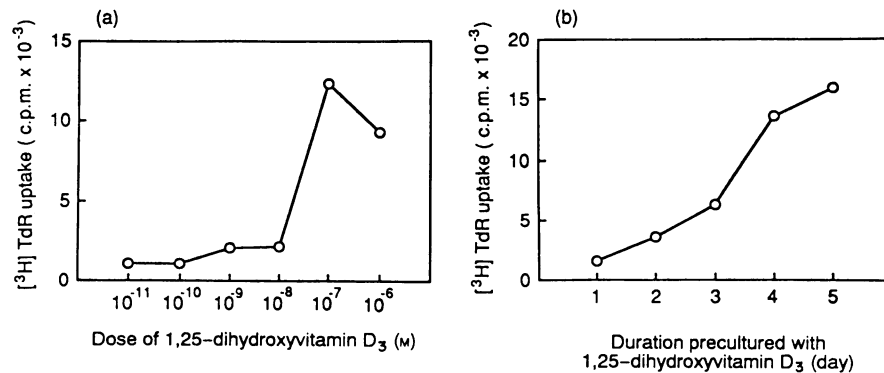 (a)
[³H] TdR uptake ( c.p.m. x 10⁻³)
15
10
5
0
10⁻¹¹ 10⁻¹⁰ 10⁻⁹ 10⁻⁸ 10⁻⁷ 10⁻⁶
Dose of 1,25–dihydroxyvitamin D₃ (M)
(b)
[³H] TdR uptake ( c.p.m. x 10⁻³)
20
15
10
5
0
1 2 3 4 5
Duration precultured with
1,25–dihydroxyvitamin D₃ (day)